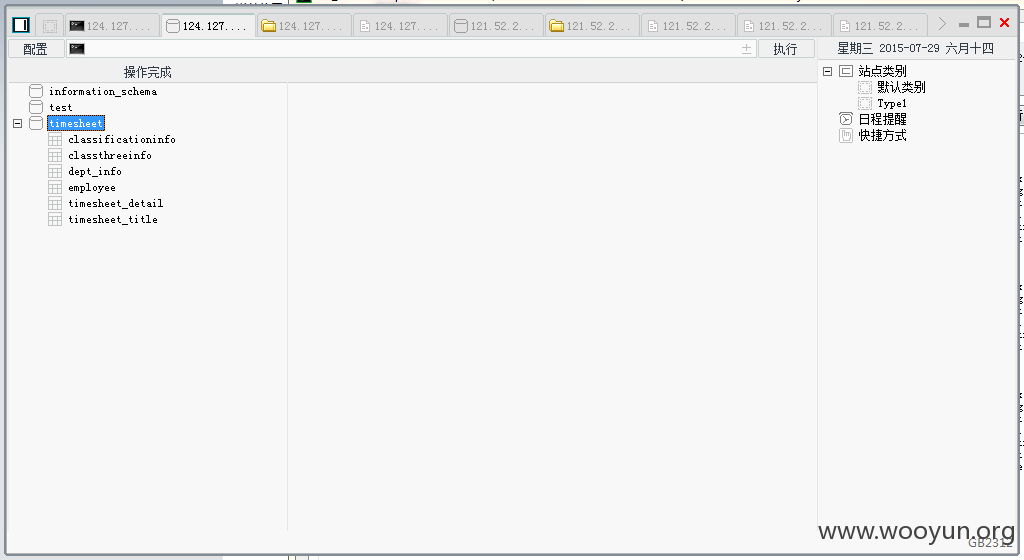 124.127....
124.127....
124.127....
124.127....
121.52.2...
121.52.2...
121.52.2...
121.52.2...
121.52.2...
配置
执行
星期三 2015-07-29 六月十四
操作完成
information_schema
test
timesheet
classificationinfo
classthreeinfo
dept_info
employee
timesheet_detail
timesheet_title
站点类别
默认类别
Type1
日程提醒
快捷方式
www.wooyun.org
GB2312